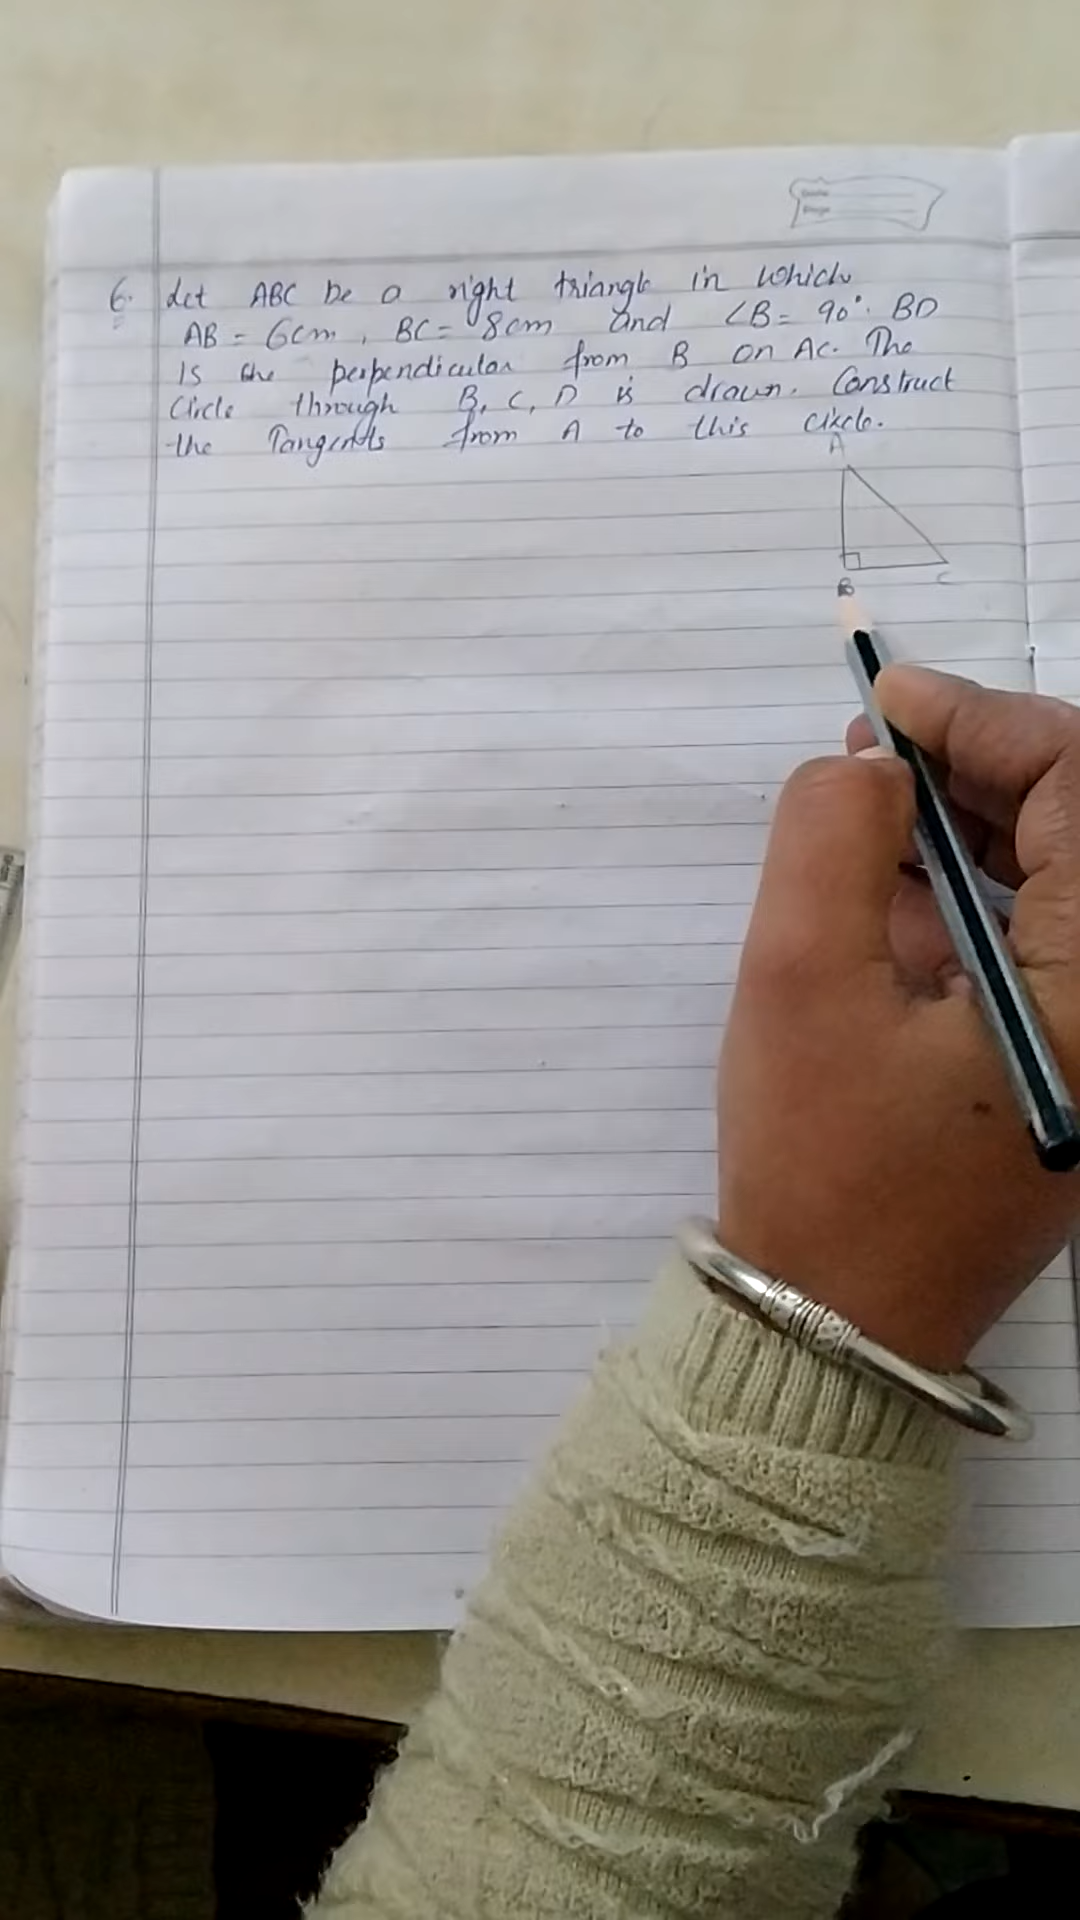 6. Let ABC be a right triangle in which
AB = 6cm, BC = 8cm and ∠B = 90°. BD
is the perpendicular from B on AC. The
Circle through B, C, D is drawn. Construct
the Tangents from A to this circle.
A
B
C